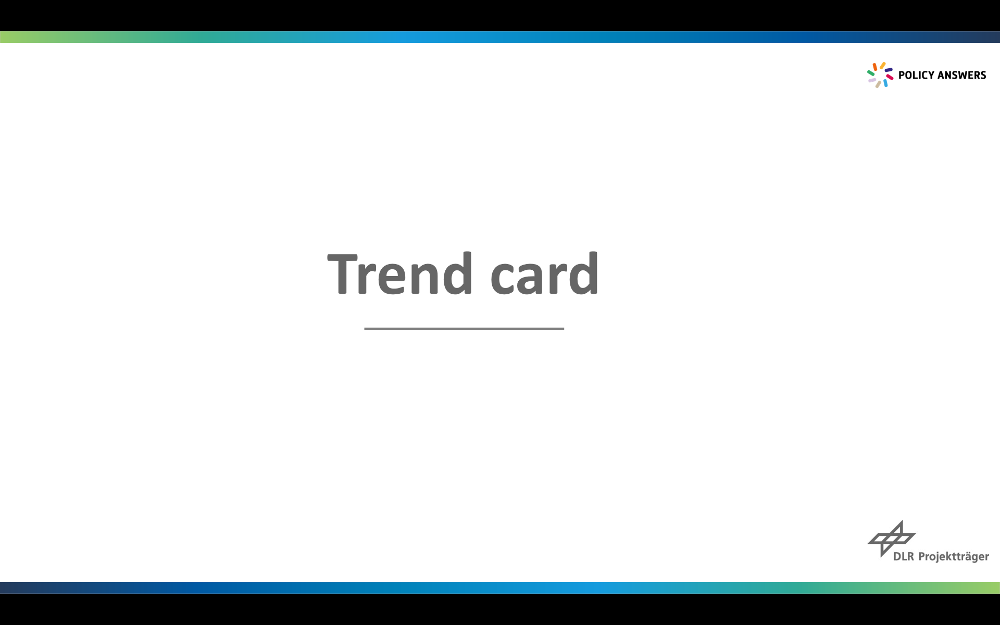 POLICY ANSWERS
Trend card
DLR Projektträger